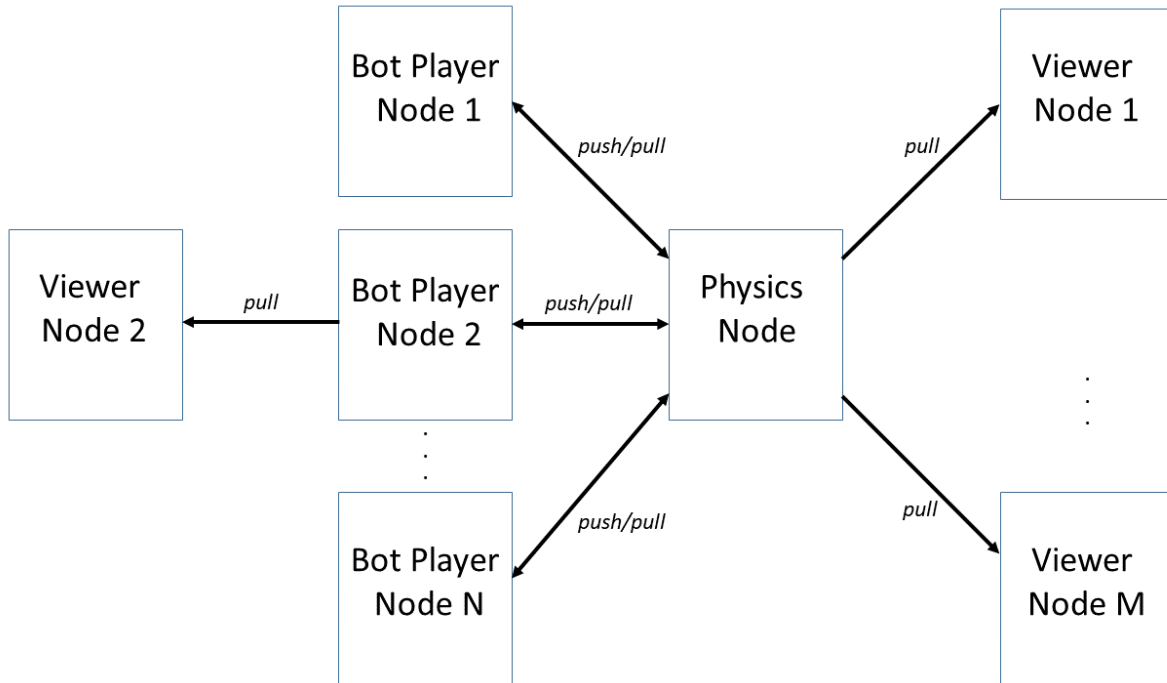 Bot Player
Node 1
Viewer
Node 1
push/pull
pull
Viewer
Node 2
pull
Bot Player
Node 2
push/pull
Physics
Node
.
.
.
.
.
.
Bot Player
Node N
push/pull
pull
Viewer
Node M